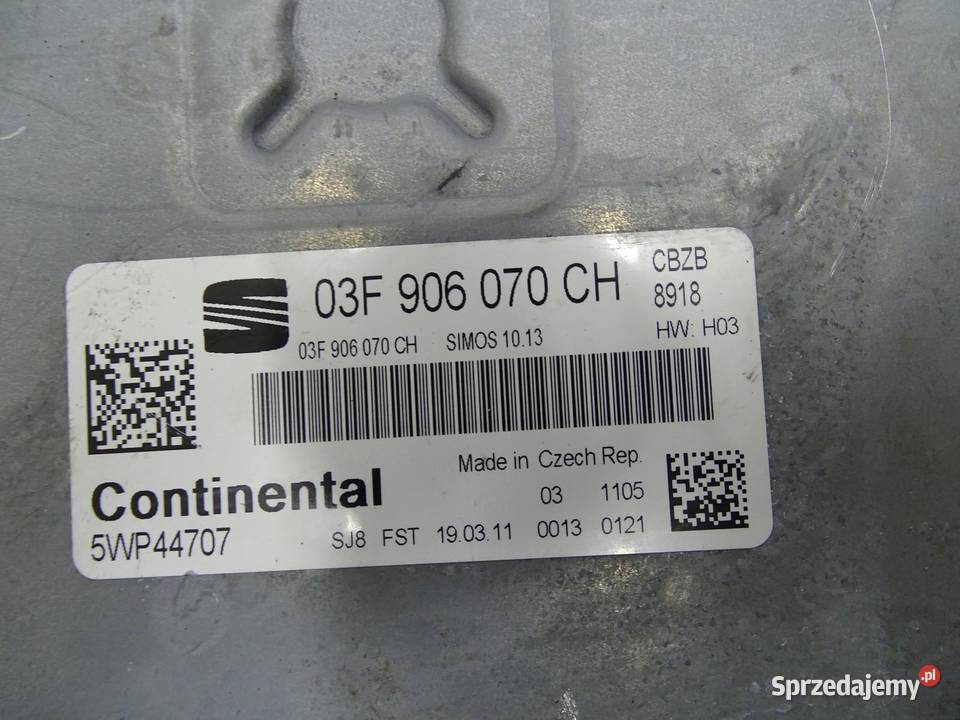 03F 906 070 CH CBZB
8918
03F 906 070 CH SIMOS 10.13 HW: H03
Made in Czech Rep.
Continental 03 1105
5WP44707 SJ8 FST 19.03.11 0013 0121
Sprzedajemy.pl